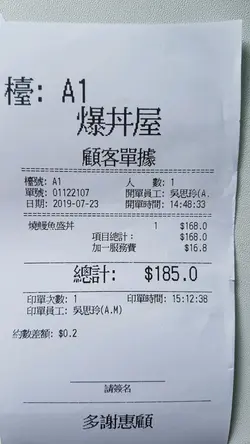 檯: A1
爆丼屋
顧客單據
檯號: A1 人 數: 1
單號: 01122107 開單員工: 吳思玲(A.
日期: 2019-07-23 開單時間: 14:48:33
燒鰻魚盛丼 1 $168.0
項目總計: $168.0
加一服務費 $16.8
總計: $185.0
印單次數: 1 印單時間: 15:12:38
印單員工: 吳思玲(A.M)
約數差額: $0.2
請簽名
多謝惠顧